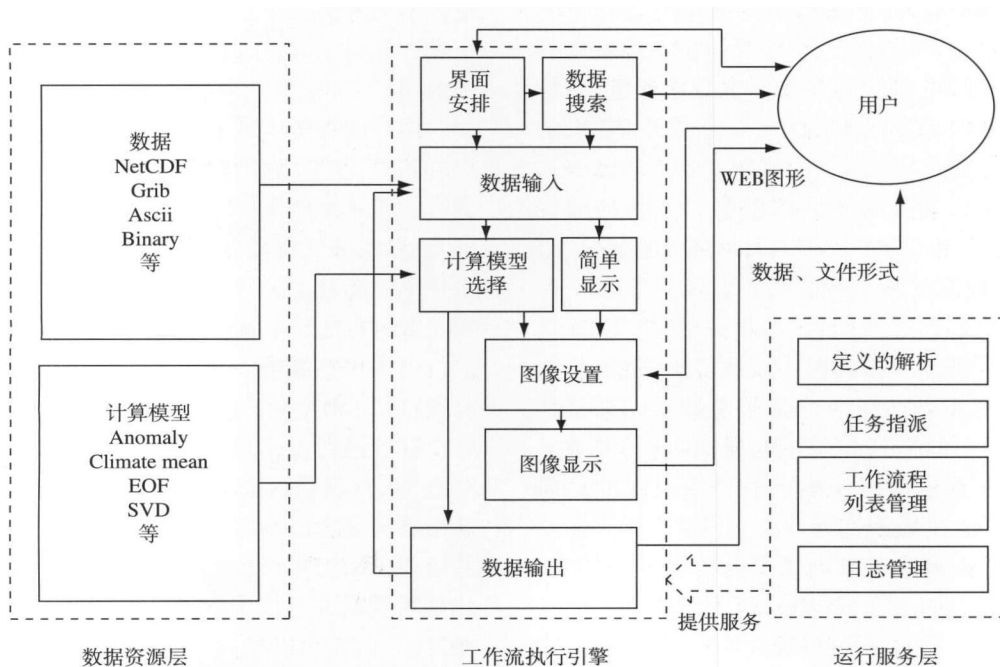 数据
NetCDF
Grib
Ascii
Binary
等
计算模型
Anomaly
Climate mean
EOF
SVD
等
数据资源层
界面
安排
数据
搜索
数据输入
计算模型
选择
简单
显示
图像设置
图像显示
数据输出
工作流执行引擎
用户
WEB图形
数据、文件形式
定义的解析
任务指派
工作流程
列表管理
日志管理
提供服务
运行服务层